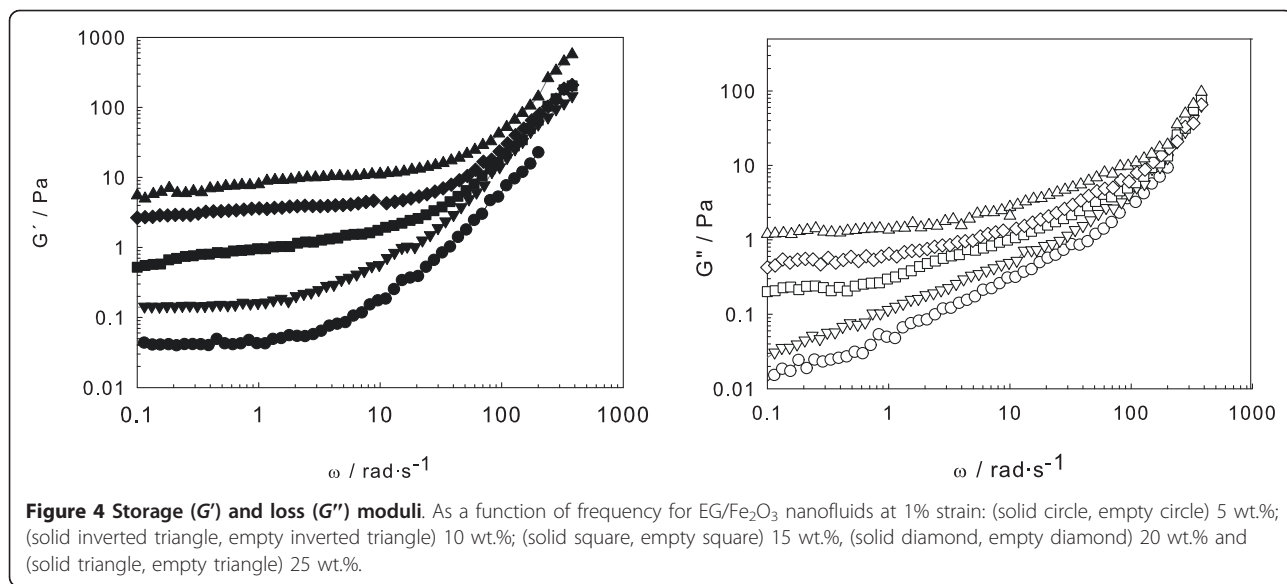 1000
100
10
1
0.1
0.01
G′ / Pa
0.1 1 10 100 1000
ω / rad·s⁻¹
100
10
1
0.1
0.01
G″ / Pa
0.1 1 10 100 1000
ω / rad·s⁻¹
Figure 4 Storage (G′) and loss (G″) moduli. As a function of frequency for EG/Fe₂O₃ nanofluids at 1% strain: (solid circle, empty circle) 5 wt.%;
(solid inverted triangle, empty inverted triangle) 10 wt.%; (solid square, empty square) 15 wt.%, (solid diamond, empty diamond) 20 wt.% and
(solid triangle, empty triangle) 25 wt.%.